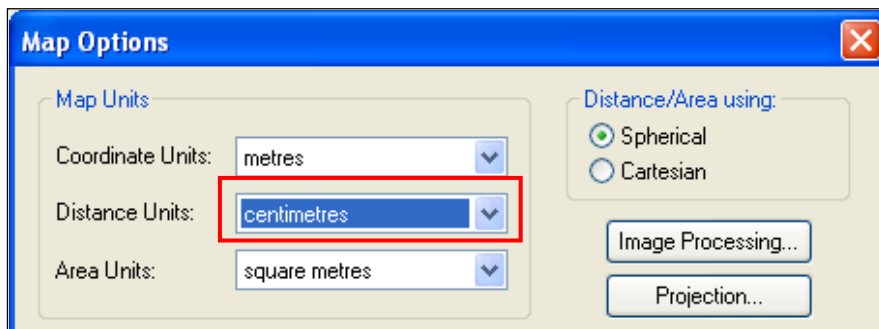 Map Options
Map Units
Coordinate Units: metres
Distance Units: centimetres
Area Units: square metres
Distance/Area using:
Spherical
Cartesian
Image Processing...
Projection...